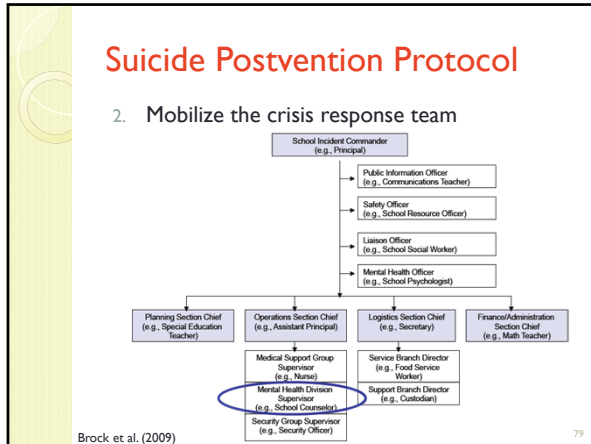 Suicide Postvention Protocol
2. Mobilize the crisis response team
School Incident Commander
(e.g., Principal)
Public Information Officer
(e.g., Communications Teacher)
Safety Officer
(e.g., School Resource Officer)
Liaison Officer
(e.g., School Social Worker)
Mental Health Officer
(e.g., School Psychologist)
Planning Section Chief
(e.g., Special Education
Teacher)
Operations Section Chief
(e.g., Assistant Principal)
Logistics Section Chief
(e.g., Secretary)
Finance/Administration
Section Chief
(e.g., Math Teacher)
Medical Support Group
Supervisor
(e.g., Nurse)
Mental Health Division
Supervisor
(e.g., School Counselor)
Security Group Supervisor
(e.g., Security Officer)
Service Branch Director
(e.g., Food Service
Worker)
Support Branch Director
(e.g., Custodian)
Brock et al. (2009)
79